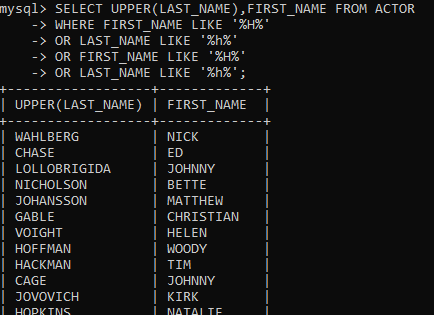 mysql> SELECT UPPER(LAST_NAME),FIRST_NAME FROM ACTOR
-> WHERE FIRST_NAME LIKE '%H%'
-> OR LAST_NAME LIKE '%h%'
-> OR FIRST_NAME LIKE '%H%'
-> OR LAST_NAME LIKE '%h%';
+------------------+-------------+
| UPPER(LAST_NAME) | FIRST_NAME |
+------------------+-------------+
| WAHLBERG | NICK |
| CHASE | ED |
| LOLLOBRIGIDA | JOHNNY |
| NICHOLSON | BETTE |
| JOHANSSON | MATTHEW |
| GABLE | CHRISTIAN |
| VOIGHT | HELEN |
| HOFFMAN | WOODY |
| HACKMAN | TIM |
| CAGE | JOHNNY |
| JOVOVICH | KIRK |
| HOPKINS | NATALIE |